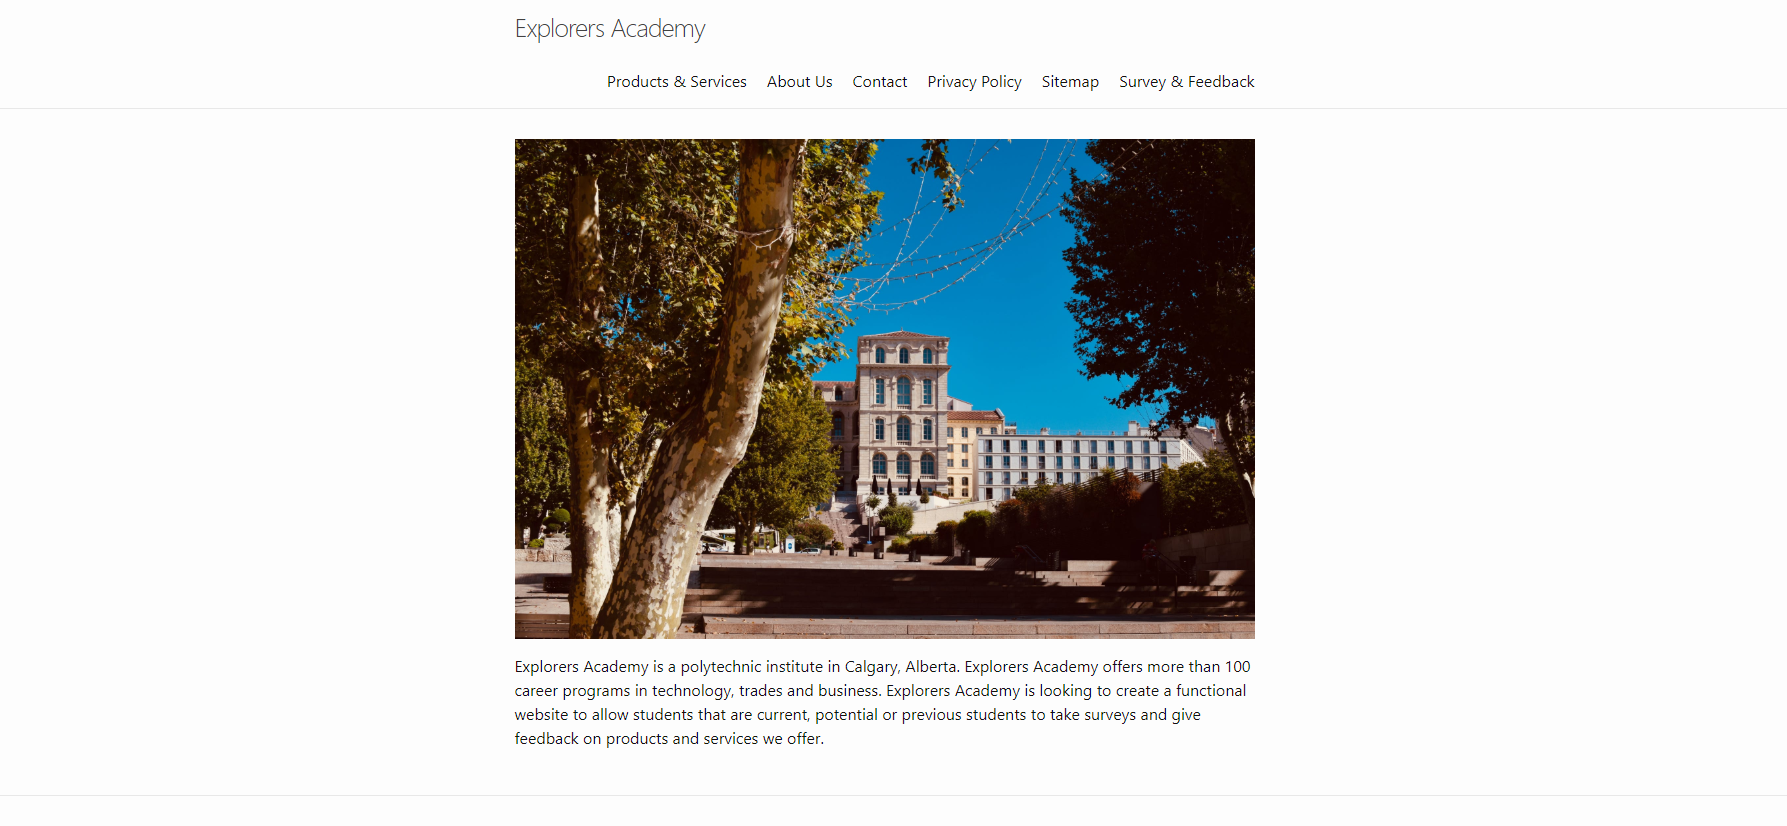 Explorers Academy
Products & Services About Us Contact Privacy Policy Sitemap Survey & Feedback
Explorers Academy is a polytechnic institute in Calgary, Alberta. Explorers Academy offers more than 100
career programs in technology, trades and business. Explorers Academy is looking to create a functional
website to allow students that are current, potential or previous students to take surveys and give
feedback on products and services we offer.